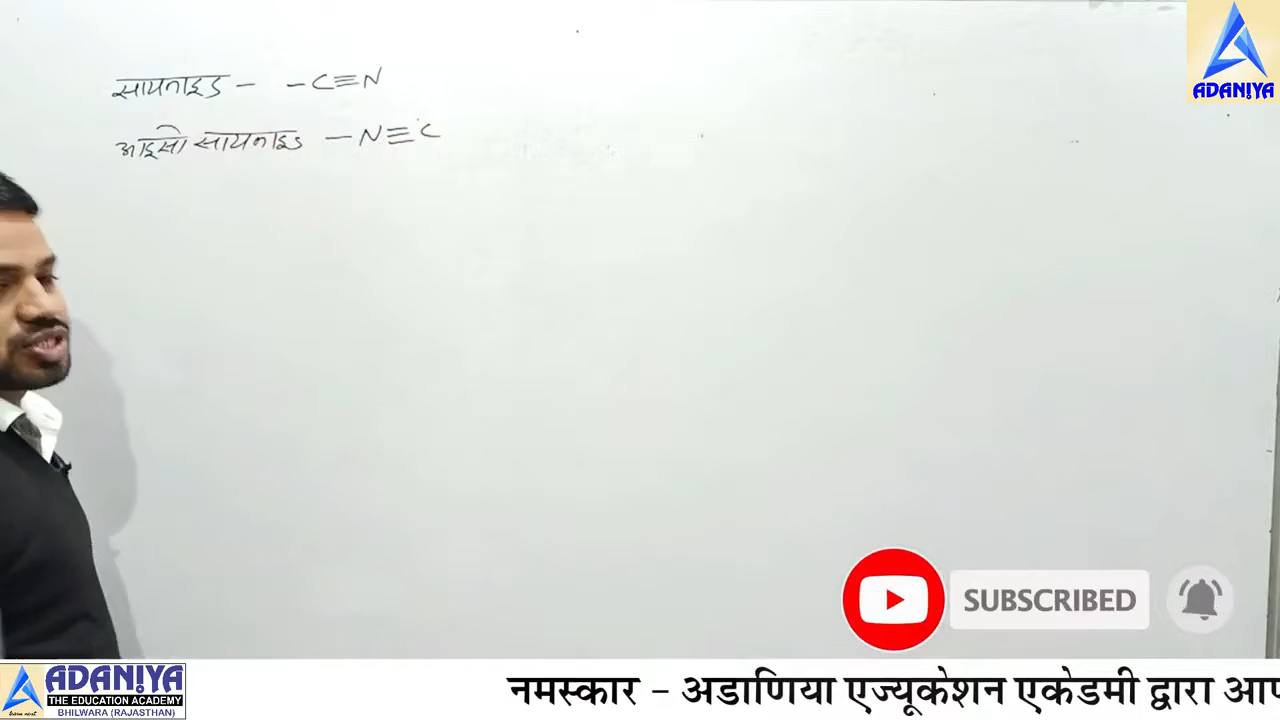 सायनाइड - -C≡N
आइसो सायनाइड -N≡C
ADANIYA
SUBSCRIBED
ADANIYA
THE EDUCATION ACADEMY
BHILWARA (RAJASTHAN)
नमस्कार - अडाणिया एज्यूकेशन एकेडमी द्वारा आप